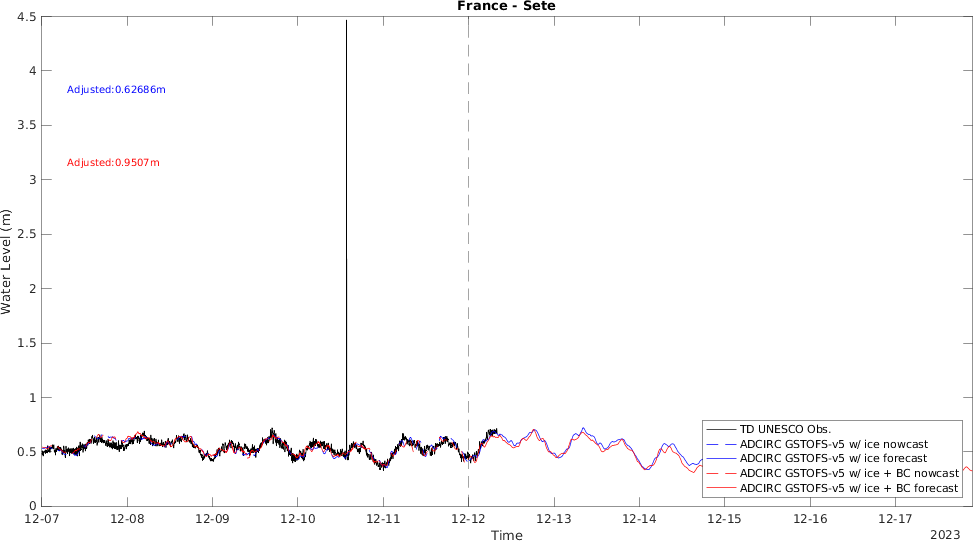 France - Sete
4.5
4
3.5
3
2.5
2
1.5
1
0.5
0
Water Level (m)
Adjusted:0.62686m
Adjusted:0.9507m
TD UNESCO Obs.
ADCIRC GSTOFS-v5 w/ ice nowcast
ADCIRC GSTOFS-v5 w/ ice forecast
ADCIRC GSTOFS-v5 w/ ice + BC nowcast
ADCIRC GSTOFS-v5 w/ ice + BC forecast
12-07 12-08 12-09 12-10 12-11 12-12 12-13 12-14 12-15 12-16 12-17
Time
2023